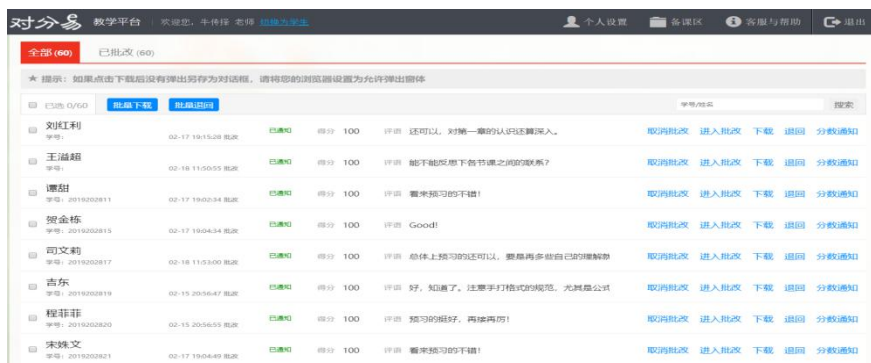 对分易 教学平台 欢迎您，牛传择 老师 切换为学生 个人设置 备课区 客服与帮助 退出
全部 (60) 已批改 (60)
★ 提示：如果点击下载后没有弹出另存为对话框，请将您的浏览器设置为允许弹出窗体
已选 0/60 批量下载 批量退回 学号/姓名 搜索
刘红利
学号： 02-17 19:15:28 批改 已通知 得分 100 评语 还可以，对第一章的认识还算深入。 取消批改 进入批改 下载 退回 分数通知
王溢超
学号： 02-16 11:50:55 批改 已通知 得分 100 评语 能不能反思下各节课之间的联系？ 取消批改 进入批改 下载 退回 分数通知
谭甜
学号：2019202811 02-17 19:02:34 批改 已通知 得分 100 评语 看来预习的不错！ 取消批改 进入批改 下载 退回 分数通知
贺金栋
学号：2019202815 02-17 19:04:34 批改 已通知 得分 100 评语 Good! 取消批改 进入批改 下载 退回 分数通知
司文莉
学号：2019202817 02-16 11:53:00 批改 已通知 得分 100 评语 总体上预习的还可以，要是再多些自己的理解 取消批改 进入批改 下载 退回 分数通知
吉东
学号：2019202819 02-15 20:56:47 批改 已通知 得分 100 评语 好，知道了。注意手打格式的规范，尤其是公式 取消批改 进入批改 下载 退回 分数通知
程菲菲
学号：2019202820 02-15 20:56:55 批改 已通知 得分 100 评语 预习的挺好，再接再厉！ 取消批改 进入批改 下载 退回 分数通知
宋姝文
学号：2019202821 02-17 19:04:49 批改 已通知 得分 100 评语 看来预习的不错！ 取消批改 进入批改 下载 退回 分数通知